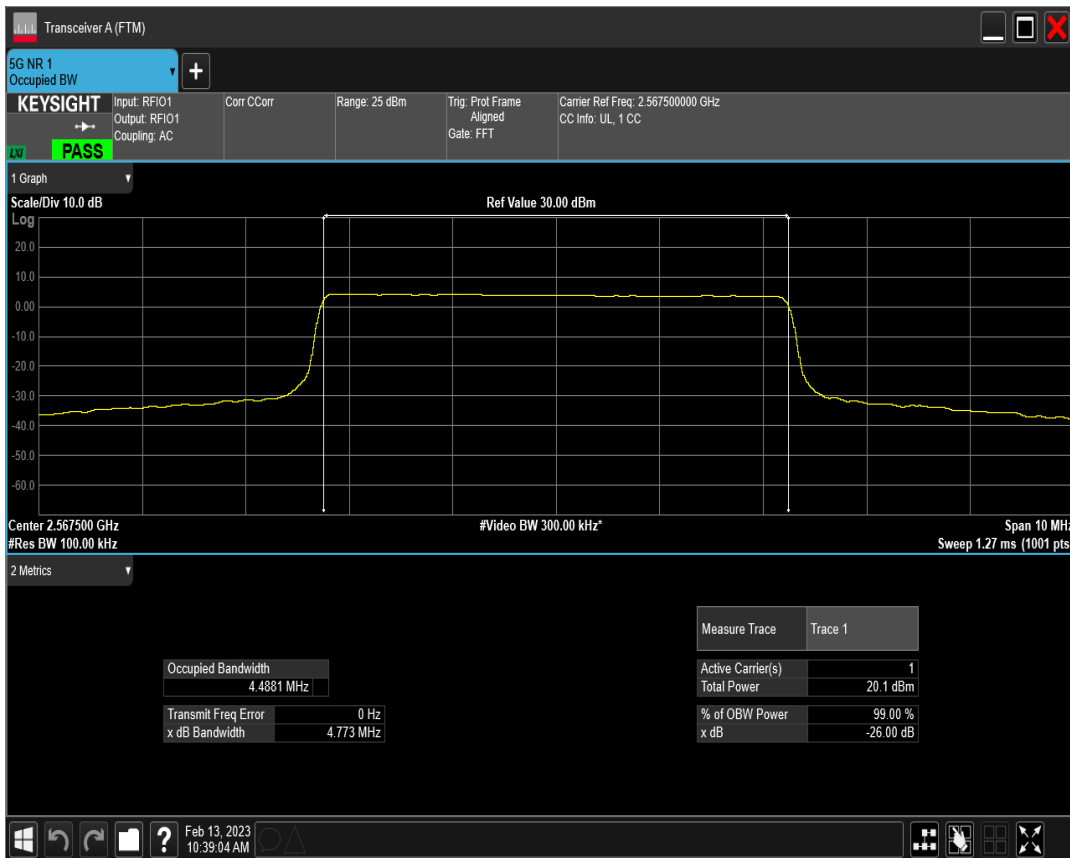 Transceiver A (FTM)
5G NR 1
Occupied BW
+
KEYSIGHT
LXI
PASS
Input: RFIO1
Output: RFIO1
Coupling: AC
Corr CCorr
Range: 25 dBm
Trig: Prot Frame
Aligned
Gate: FFT
Carrier Ref Freq: 2.567500000 GHz
CC Info: UL, 1 CC
1 Graph
Scale/Div 10.0 dB
Ref Value 30.00 dBm
Log
20.0
10.0
0.00
-10.0
-20.0
-30.0
-40.0
-50.0
-60.0
Center 2.567500 GHz
#Video BW 300.00 kHz*
Span 10 MHz
#Res BW 100.00 kHz
Sweep 1.27 ms (1001 pts
2 Metrics
Measure Trace Trace 1
Occupied Bandwidth
4.4881 MHz
Active Carrier(s) 1
Total Power 20.1 dBm
Transmit Freq Error 0 Hz
x dB Bandwidth 4.773 MHz
% of OBW Power 99.00 %
x dB -26.00 dB
?
Feb 13, 2023
10:39:04 AM